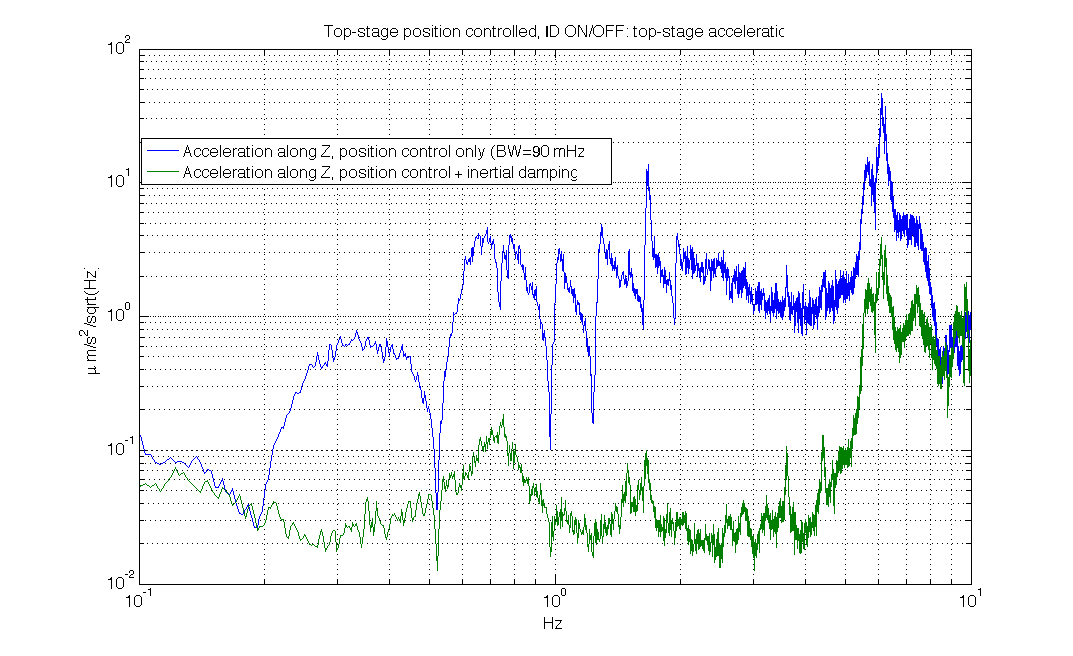 Top-stage position controlled, ID ON/OFF: top-stage acceleratic
10^2
Acceleration along Z, position control only (BW=90 mHz
Acceleration along Z, position control + inertial damping
10^1
μ m/s^2/sqrt(Hz)
10^0
10^-1
10^-2
10^-1
10^0
10^1
Hz